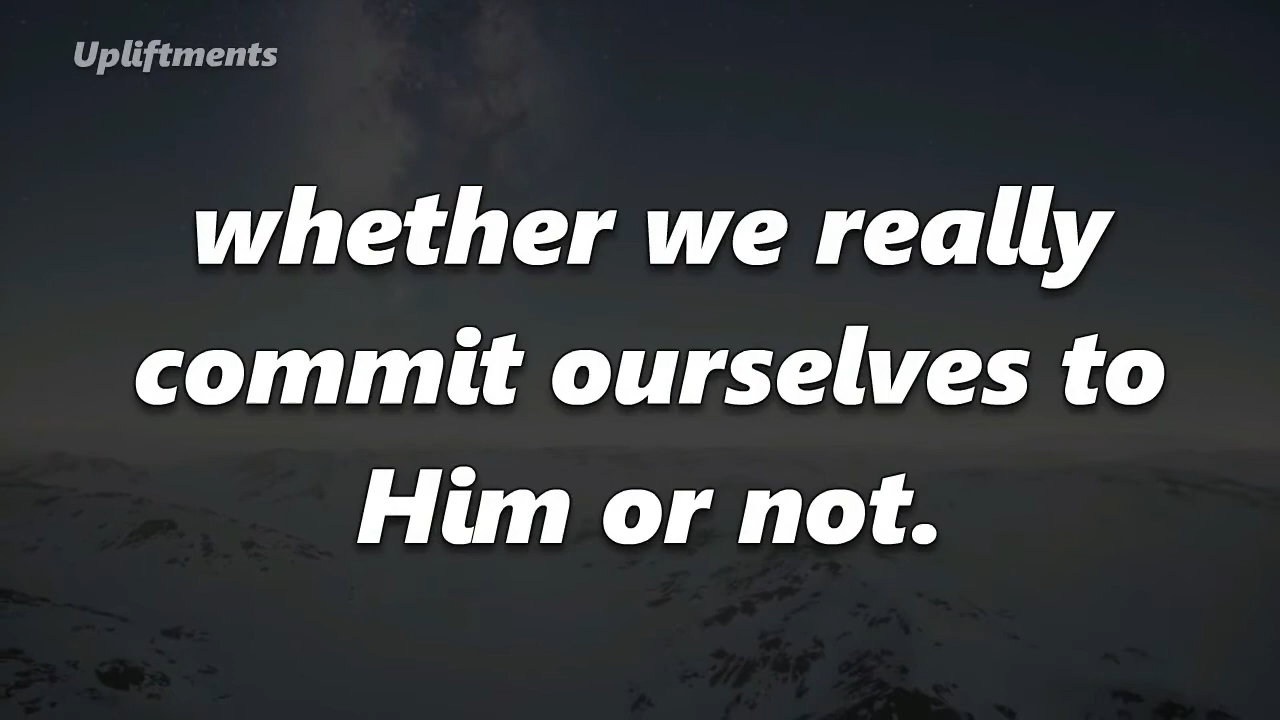 Upliftments
whether we really
commit ourselves to
Him or not.